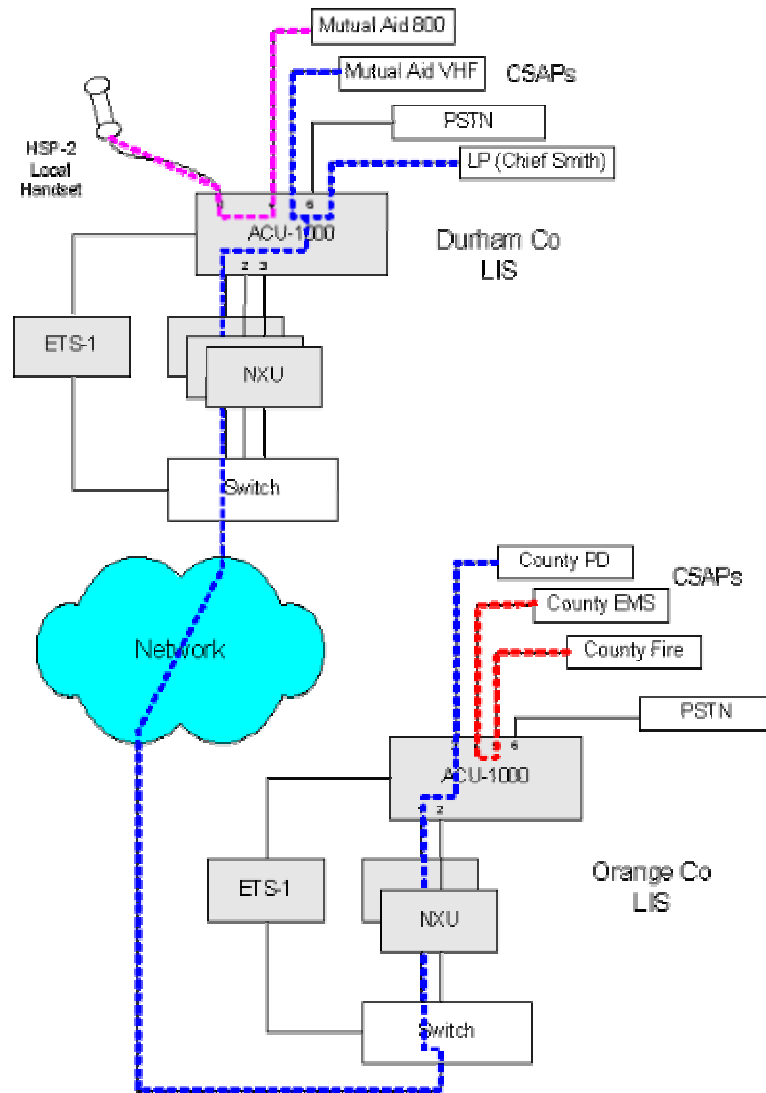 Mutual Aid 800
Mutual Aid VHF
CSAPs
PSTN
LP (Chief Smith)
HSP-2
Local
Handset
6
ACU-1000
2 3
Durham Co
LIS
ETS-1
NXU
Switch
Network
County PD
CSAPs
County EMS
County Fire
PSTN
6
ACU-1000
2
Orange Co
LIS
ETS-1
NXU
Switch